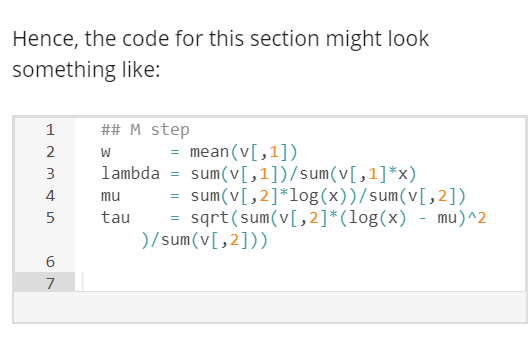 Hence, the code for this section might look
something like:
1 ## M step
2 w = mean(v[,1])
3 lambda = sum(v[,1])/sum(v[,1]*x)
4 mu = sum(v[,2]*log(x))/sum(v[,2])
5 tau = sqrt(sum(v[,2]*(log(x) - mu)^2
)/sum(v[,2]))
6
7